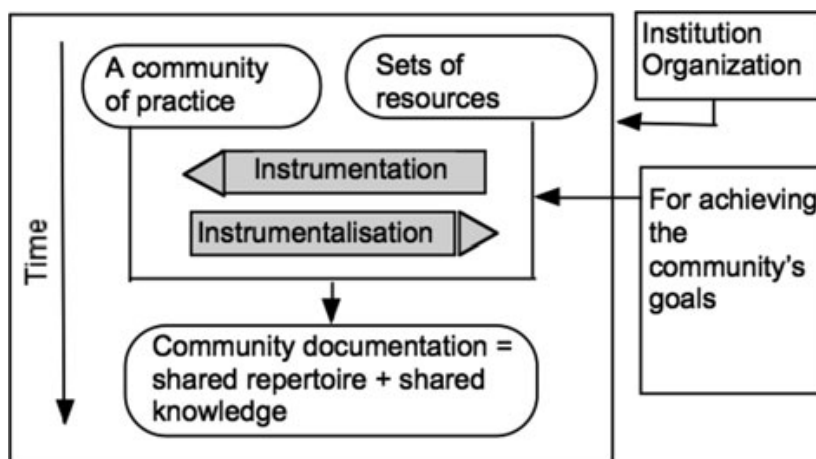 A community
of practice
Sets of
resources
Institution
Organization
Instrumentation
Instrumentalisation
For achieving
the
community's
goals
Time
Community documentation =
shared repertoire + shared
knowledge